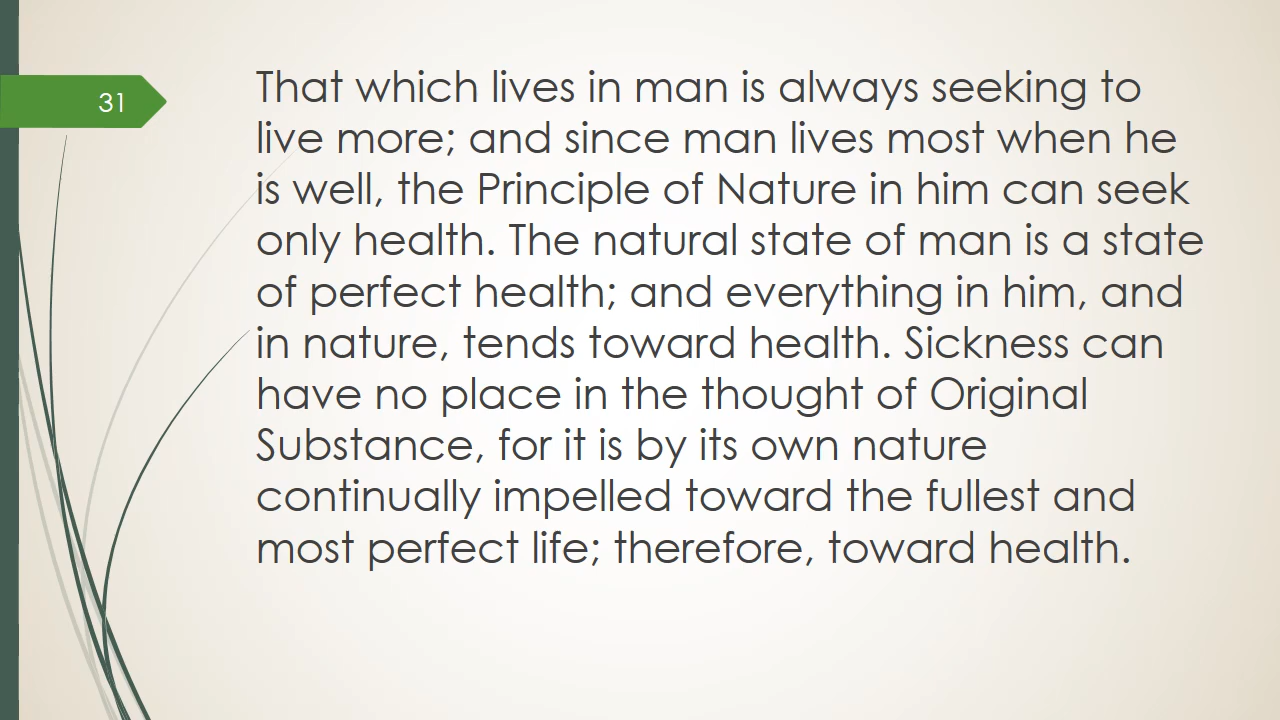 31
That which lives in man is always seeking to
live more; and since man lives most when he
is well, the Principle of Nature in him can seek
only health. The natural state of man is a state
of perfect health; and everything in him, and
in nature, tends toward health. Sickness can
have no place in the thought of Original
Substance, for it is by its own nature
continually impelled toward the fullest and
most perfect life; therefore, toward health.